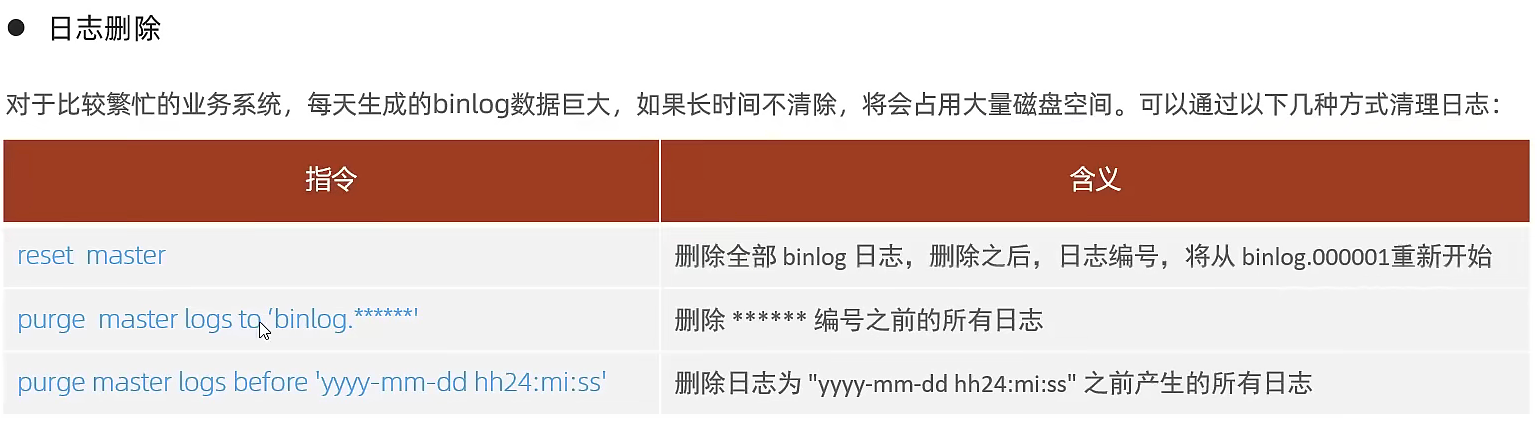 ● 日志删除
对于比较繁忙的业务系统，每天生成的binlog数据巨大，如果长时间不清除，将会占用大量磁盘空间。可以通过以下几种方式清理日志：
指令 含义
reset master 删除全部 binlog 日志，删除之后，日志编号，将从 binlog.000001重新开始
purge master logs to ‘binlog.******' 删除 ****** 编号之前的所有日志
purge master logs before 'yyyy-mm-dd hh24:mi:ss' 删除日志为 "yyyy-mm-dd hh24:mi:ss" 之前产生的所有日志